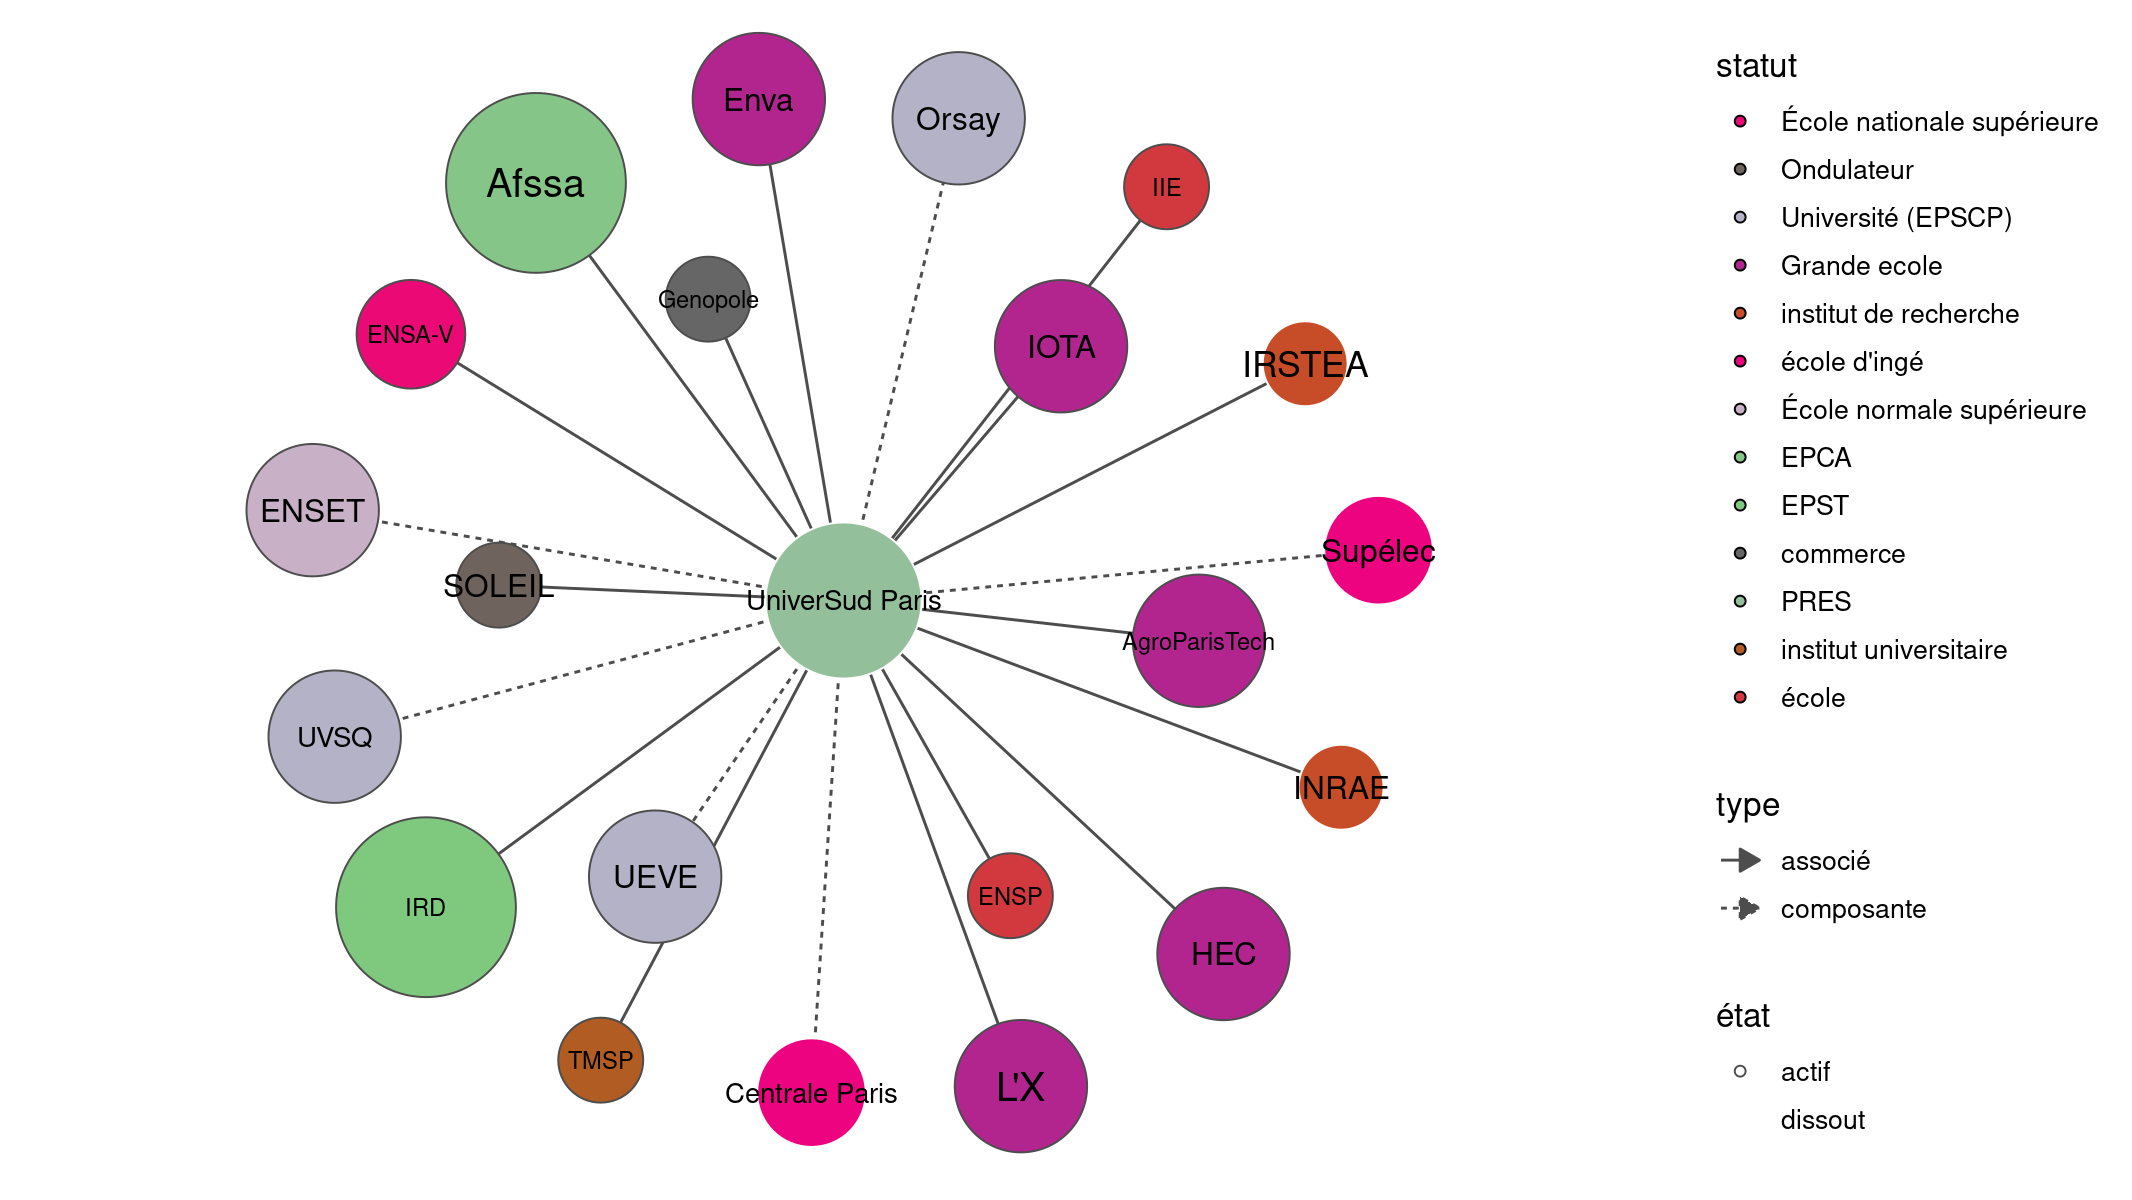 Enva
Orsay
Afssa
IIE
Genopole
ENSA-V
IOTA
IRSTEA
ENSET
Supélec
SOLEIL
UniverSud Paris
AgroParisTech
UVSQ
INRAE
UEVE
ENSP
IRD
HEC
TMSP
Centrale Paris
L'X
statut
École nationale supérieure
Ondulateur
Université (EPSCP)
Grande ecole
institut de recherche
école d'ingé
École normale supérieure
EPCA
EPST
commerce
PRES
institut universitaire
école
type
associé
composante
état
actif
dissout